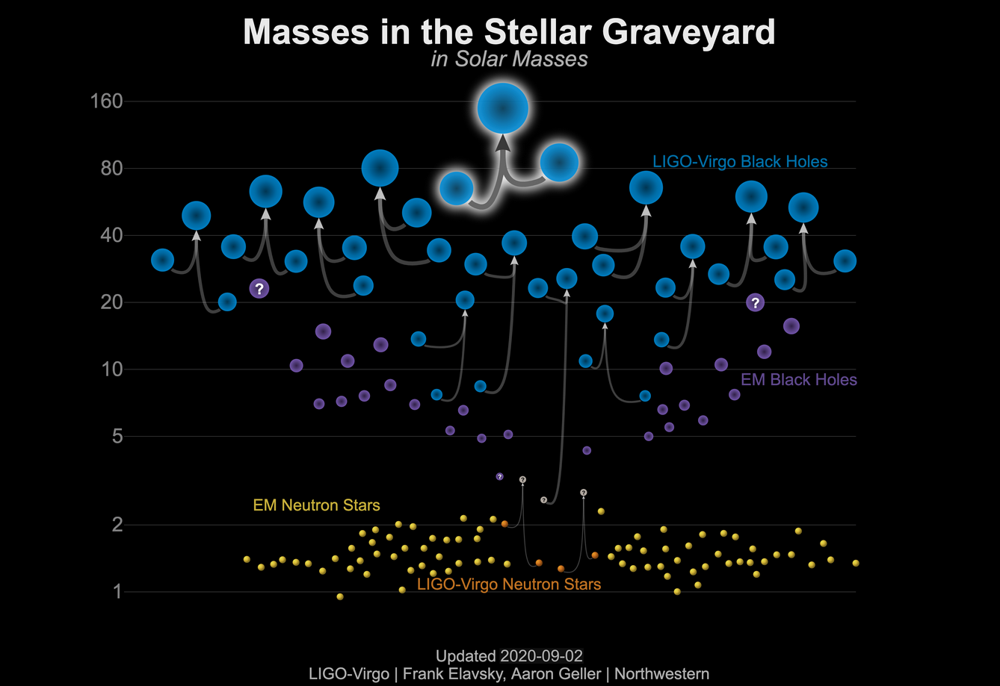 Masses in the Stellar Graveyard
in Solar Masses
160
80
LIGO-Virgo Black Holes
40
?
20
?
10
EM Black Holes
5
?
?
?
?
EM Neutron Stars
2
LIGO-Virgo Neutron Stars
1
Updated 2020-09-02
LIGO-Virgo | Frank Elavsky, Aaron Geller | Northwestern